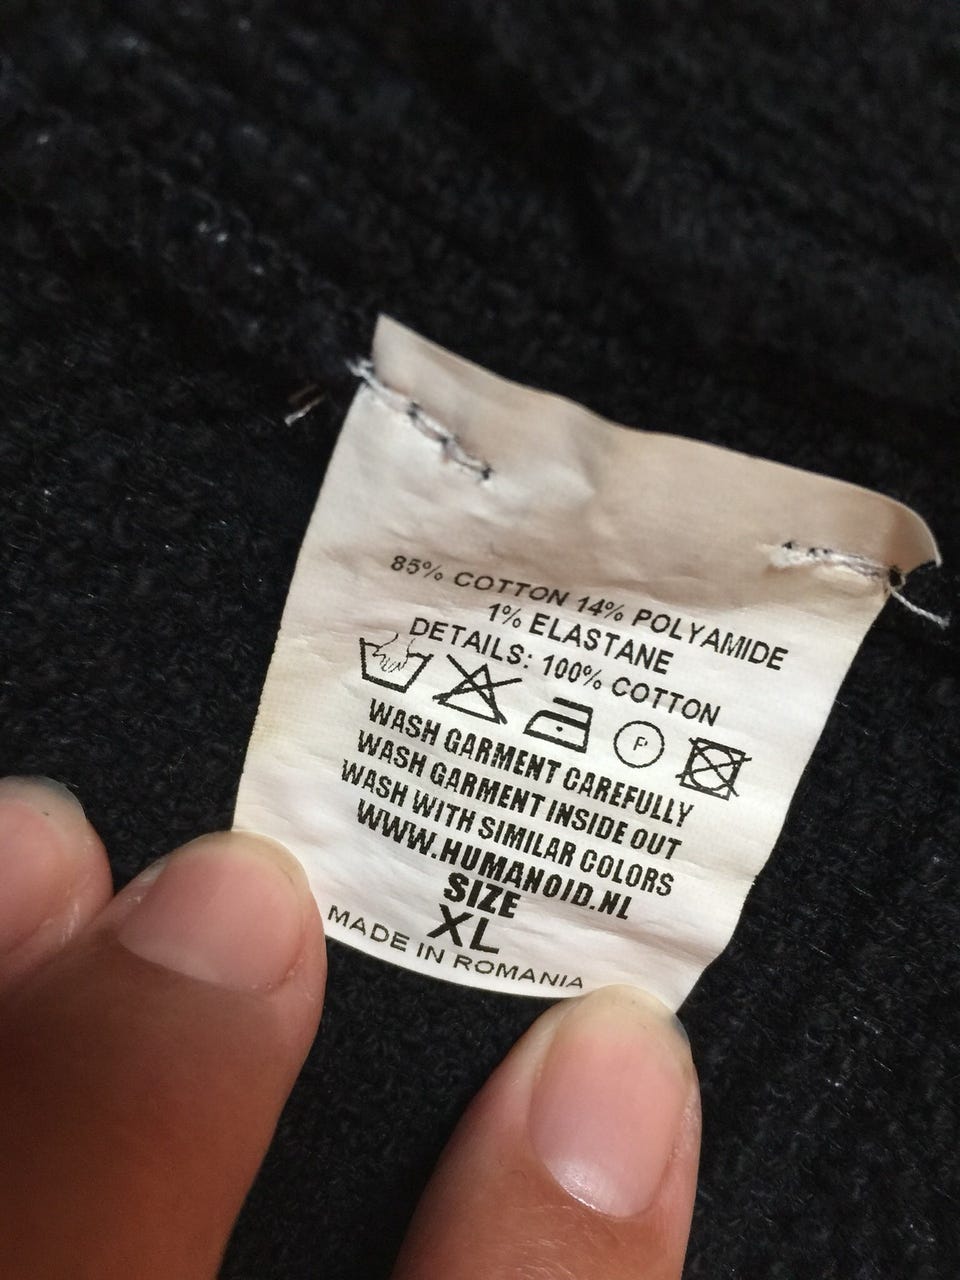 85% COTTON 14% POLYAMIDE
1% ELASTANE
DETAILS: 100% COTTON
P
WASH GARMENT CAREFULLY
WASH GARMENT INSIDE OUT
WASH WITH SIMILAR COLORS
WWW.HUMANOID.NL
SIZE
XL
MADE IN ROMANIA